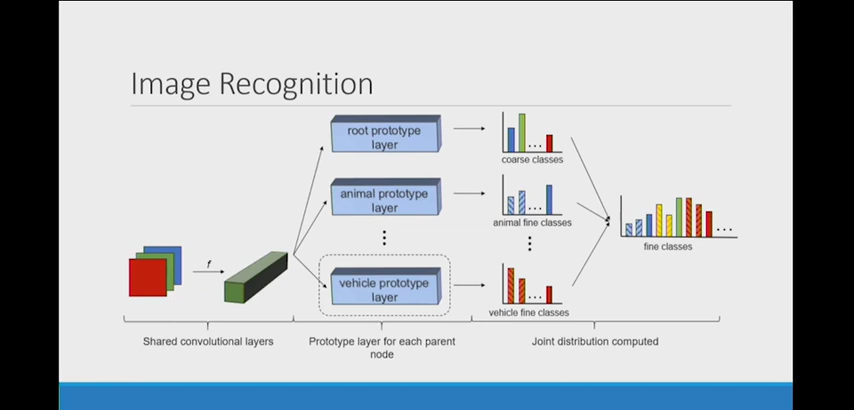 Image Recognition
root prototype
layer
coarse classes
animal prototype
layer
animal fine classes
fine classes
f
vehicle prototype
layer
vehicle fine classes
Shared convolutional layers
Prototype layer for each parent
node
Joint distribution computed